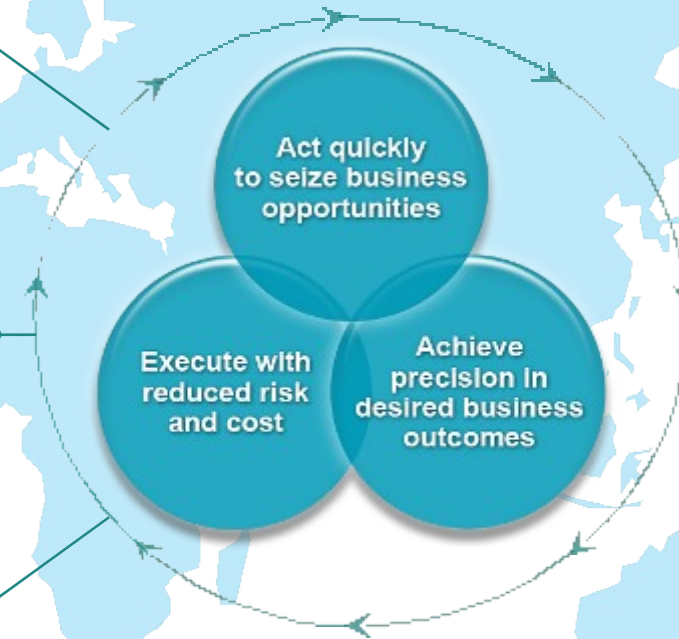 Act quickly
to seize business
opportunities
Execute with
reduced risk
and cost
Achieve
precision in
desired business
outcomes